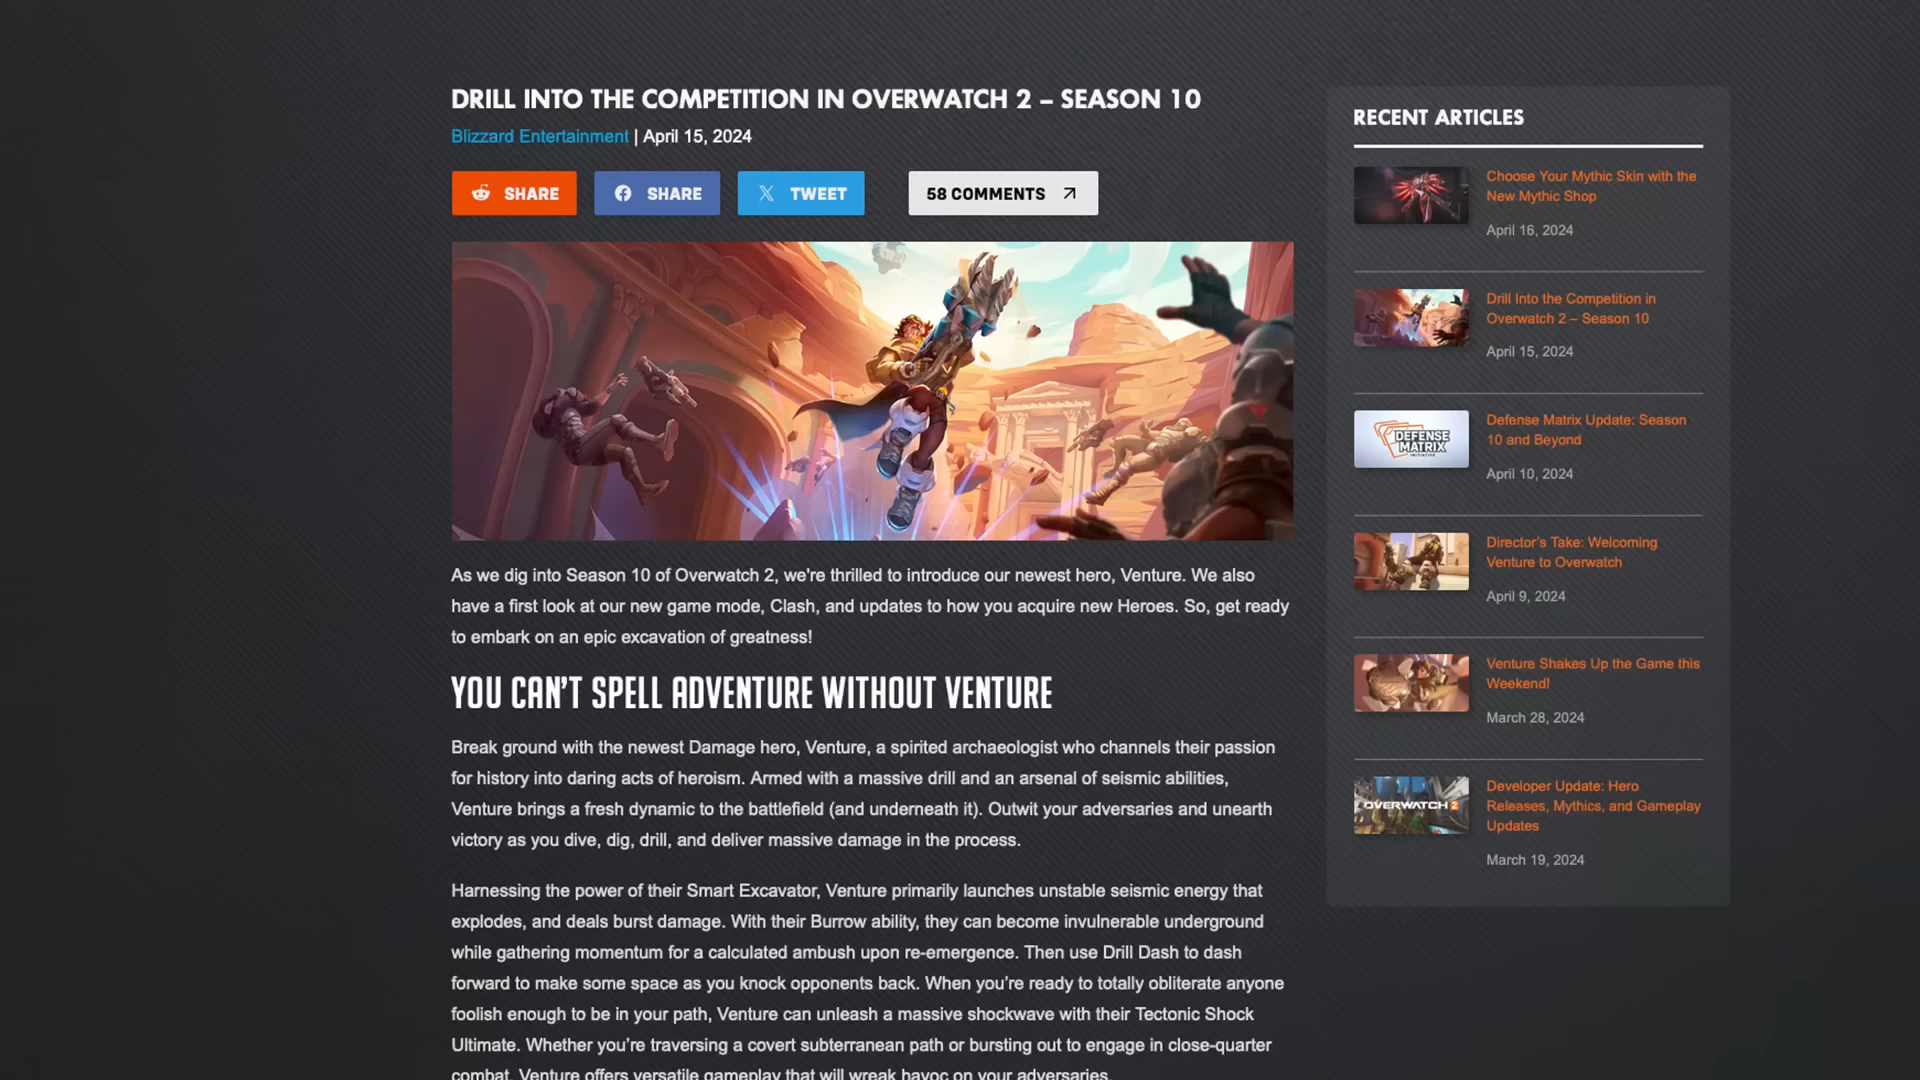 DRILL INTO THE COMPETITION IN OVERWATCH 2 – SEASON 10
Blizzard Entertainment | April 15, 2024
SHARE
SHARE
TWEET
58 COMMENTS
As we dig into Season 10 of Overwatch 2, we're thrilled to introduce our newest hero, Venture. We also
have a first look at our new game mode, Clash, and updates to how you acquire new Heroes. So, get ready
to embark on an epic excavation of greatness!
YOU CAN'T SPELL ADVENTURE WITHOUT VENTURE
Break ground with the newest Damage hero, Venture, a spirited archaeologist who channels their passion
for history into daring acts of heroism. Armed with a massive drill and an arsenal of seismic abilities,
Venture brings a fresh dynamic to the battlefield (and underneath it). Outwit your adversaries and unearth
victory as you dive, dig, drill, and deliver massive damage in the process.
Harnessing the power of their Smart Excavator, Venture primarily launches unstable seismic energy that
explodes, and deals burst damage. With their Burrow ability, they can become invulnerable underground
while gathering momentum for a calculated ambush upon re-emergence. Then use Drill Dash to dash
forward to make some space as you knock opponents back. When you're ready to totally obliterate anyone
foolish enough to be in your path, Venture can unleash a massive shockwave with their Tectonic Shock
Ultimate. Whether you're traversing a covert subterranean path or bursting out to engage in close-quarter
combat, Venture offers versatile gameplay that will wreak havoc on your adversaries.
RECENT ARTICLES
Choose Your Mythic Skin with the
New Mythic Shop
April 16, 2024
Drill Into the Competition in
Overwatch 2 – Season 10
April 15, 2024
DEFENSE
MATRIX
INITIATIVE
Defense Matrix Update: Season
10 and Beyond
April 10, 2024
Director's Take: Welcoming
Venture to Overwatch
April 9, 2024
Venture Shakes Up the Game this
Weekend!
March 28, 2024
OVERWATCH 2
Developer Update: Hero
Releases, Mythics, and Gameplay
Updates
March 19, 2024